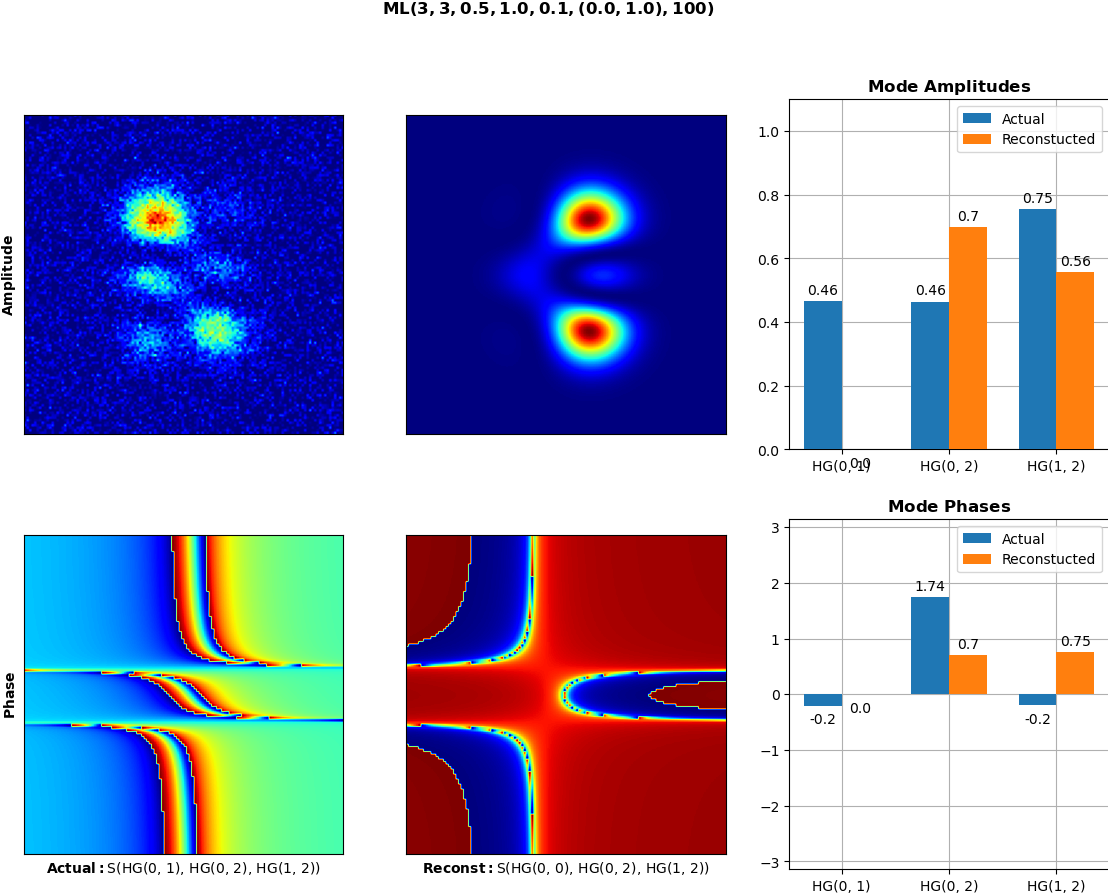 ML(3, 3, 0.5, 1.0, 0.1, (0.0, 1.0), 100)
Amplitude
Mode Amplitudes
Actual
Reconstucted
1.0
0.8
0.6
0.4
0.2
0.0
0.46
0.0
0.46
0.7
0.75
0.56
HG(0, 1)
HG(0, 2)
HG(1, 2)
Phase
Actual: S(HG(0, 1), HG(0, 2), HG(1, 2))
Reconst: S(HG(0, 0), HG(0, 2), HG(1, 2))
Mode Phases
Actual
Reconstucted
3
2
1
0
−1
−2
−3
-0.2
0.0
1.74
0.7
-0.2
0.75
HG(0, 1)
HG(0, 2)
HG(1, 2)